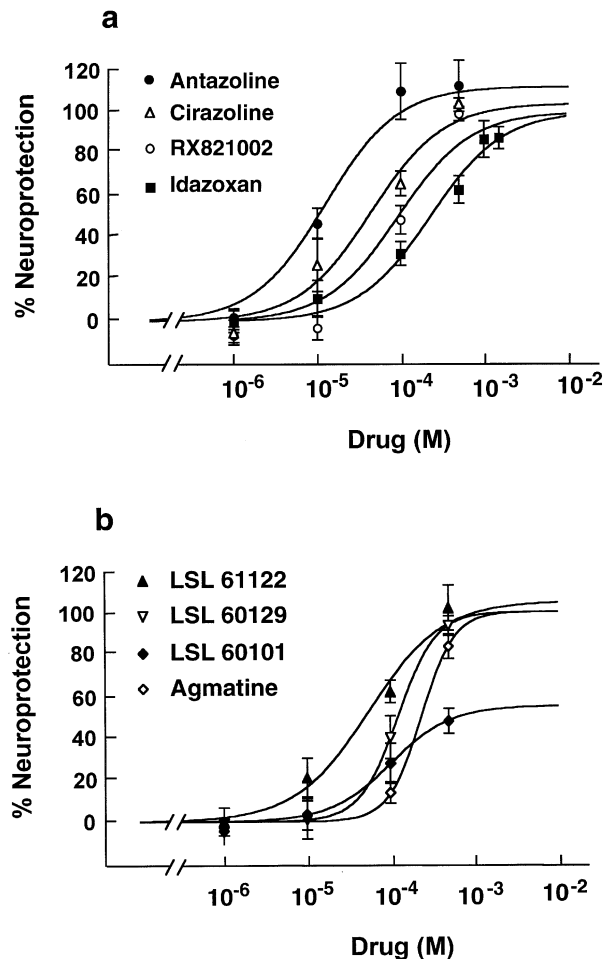 a
% Neuroprotection
120
100
80
60
40
20
0
Antazoline
Cirazoline
RX821002
Idazoxan
10-6 10-5 10-4 10-3 10-2
Drug (M)
b
% Neuroprotection
120
100
80
60
40
20
0
LSL 61122
LSL 60129
LSL 60101
Agmatine
10-6 10-5 10-4 10-3 10-2
Drug (M)